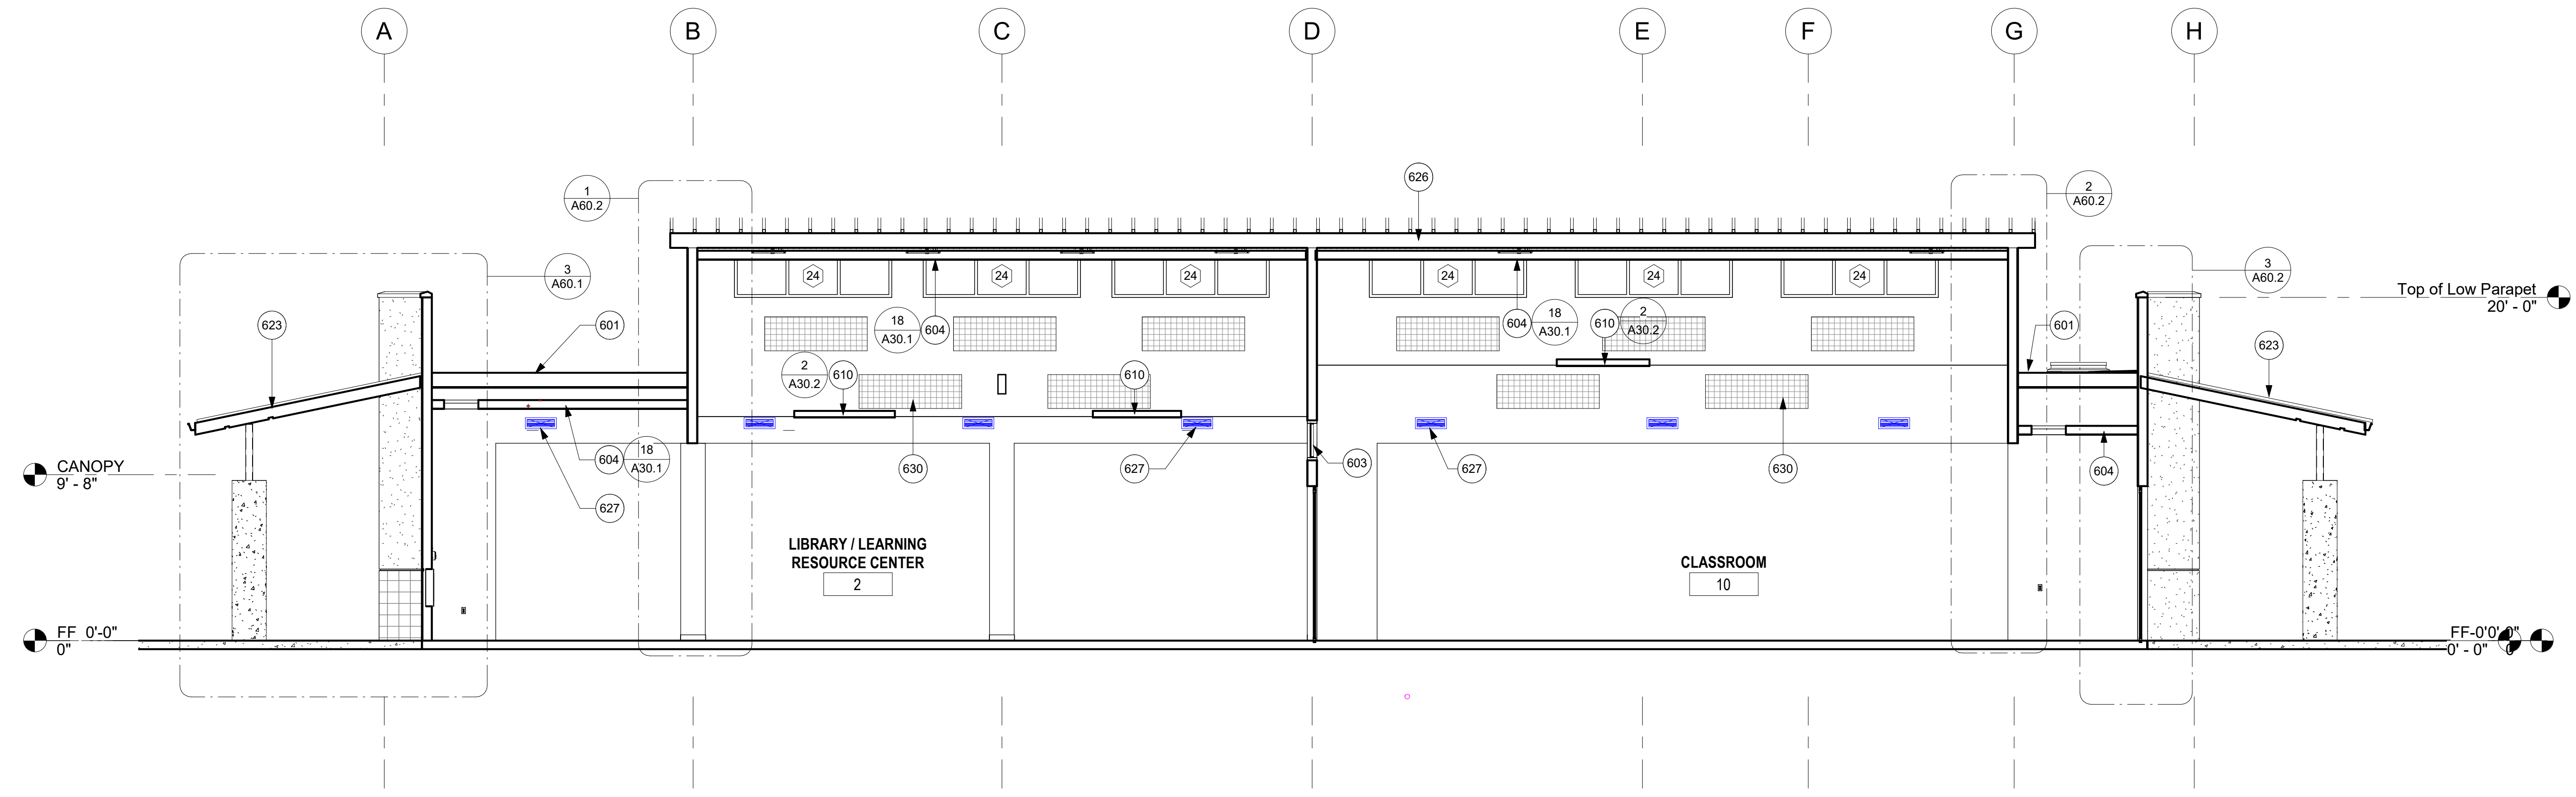 A
B
C
D
E
F
G
H
1
A60.2
626
2
A60.2
3
A60.1
3
A60.2
24
24
24
24
24
24
Top of Low Parapet
20' - 0"
623
601
18
A30.1
604
604
18
A30.1
610
2
A30.2
601
623
2
A30.2
610
610
604
18
A30.1
630
627
603
627
630
604
CANOPY
9' - 8"
627
LIBRARY / LEARNING
RESOURCE CENTER
2
CLASSROOM
10
FF 0'-0"
0"
FF-0'0' 0"
0' - 0" 0"